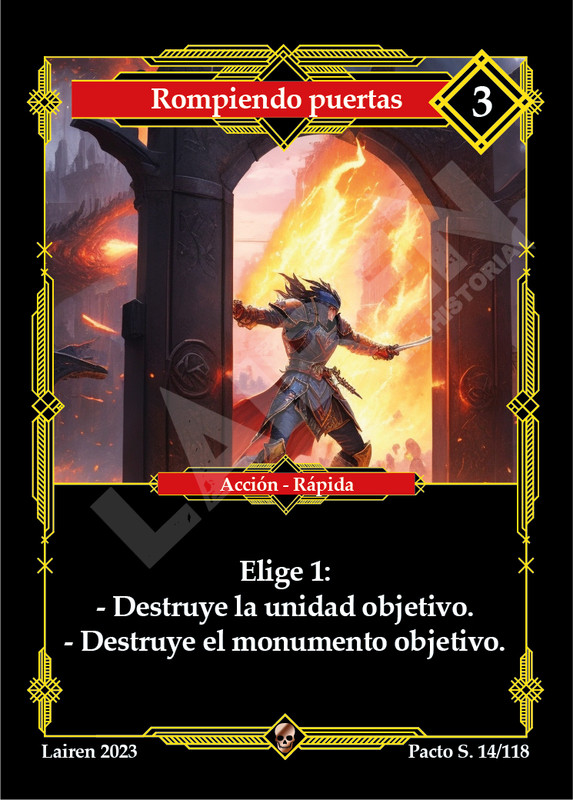 Rompiendo puertas
3
Acción - Rápida
Elige 1:
- Destruye la unidad objetivo.
- Destruye el monumento objetivo.
Lairen 2023
Pacto S. 14/118